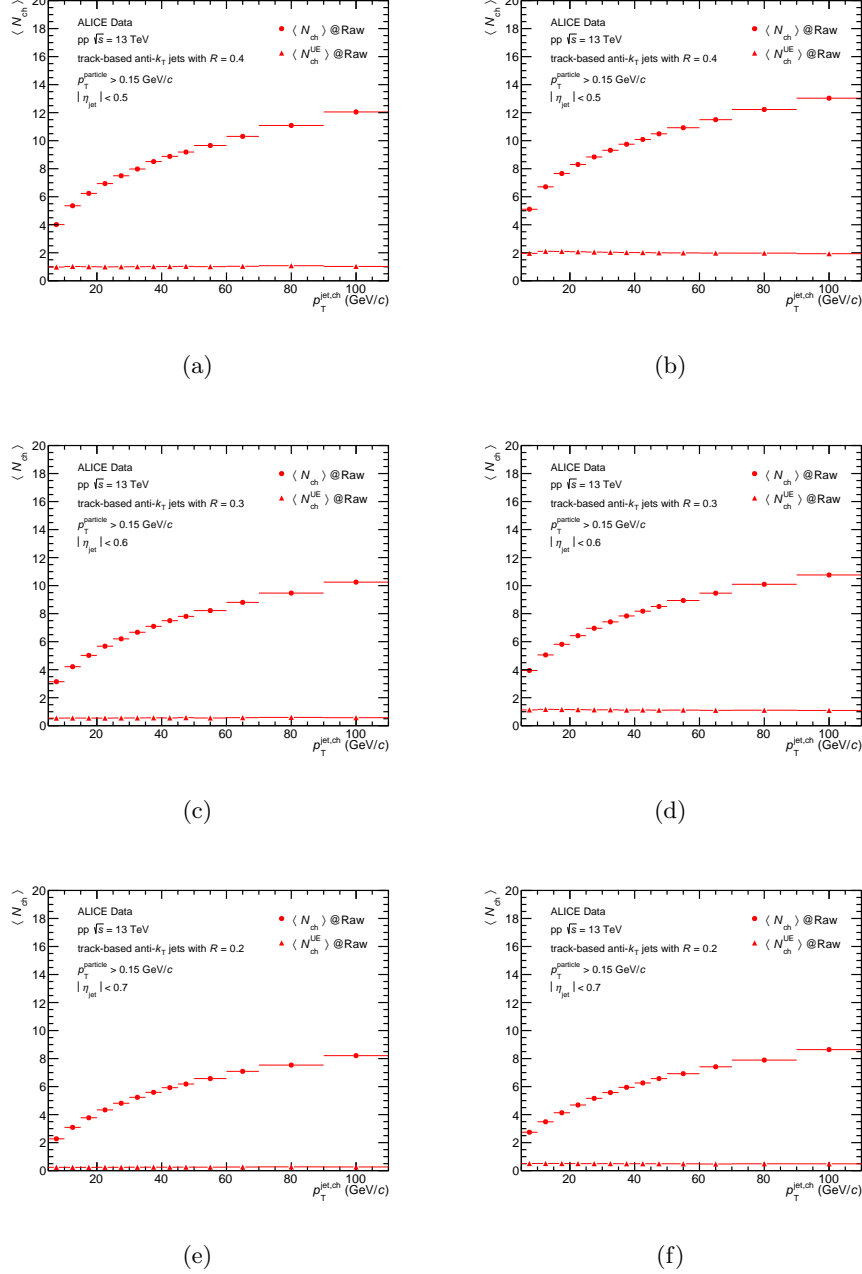 ⟨ N_ch ⟩
20
18
16
14
12
10
8
6
4
2
0
ALICE Data
pp √s = 13 TeV
track-based anti-k_T jets with R = 0.4
p_T^particle > 0.15 GeV/c
| η_jet | < 0.5
⟨ N_ch ⟩ @Raw
⟨ N_ch^UE ⟩ @Raw
20 40 60 80 100
p_T^jet,ch (GeV/c)
(a)
⟨ N_ch ⟩
20
18
16
14
12
10
8
6
4
2
0
ALICE Data
pp √s = 13 TeV
track-based anti-k_T jets with R = 0.4
p_T^particle > 0.15 GeV/c
| η_jet | < 0.5
⟨ N_ch ⟩ @Raw
⟨ N_ch^UE ⟩ @Raw
20 40 60 80 100
p_T^jet,ch (GeV/c)
(b)
⟨ N_ch ⟩
20
18
16
14
12
10
8
6
4
2
0
ALICE Data
pp √s = 13 TeV
track-based anti-k_T jets with R = 0.3
p_T^particle > 0.15 GeV/c
| η_jet | < 0.6
⟨ N_ch ⟩ @Raw
⟨ N_ch^UE ⟩ @Raw
20 40 60 80 100
p_T^jet,ch (GeV/c)
(c)
⟨ N_ch ⟩
20
18
16
14
12
10
8
6
4
2
0
ALICE Data
pp √s = 13 TeV
track-based anti-k_T jets with R = 0.3
p_T^particle > 0.15 GeV/c
| η_jet | < 0.6
⟨ N_ch ⟩ @Raw
⟨ N_ch^UE ⟩ @Raw
20 40 60 80 100
p_T^jet,ch (GeV/c)
(d)
⟨ N_ch ⟩
20
18
16
14
12
10
8
6
4
2
0
ALICE Data
pp √s = 13 TeV
track-based anti-k_T jets with R = 0.2
p_T^particle > 0.15 GeV/c
| η_jet | < 0.7
⟨ N_ch ⟩ @Raw
⟨ N_ch^UE ⟩ @Raw
20 40 60 80 100
p_T^jet,ch (GeV/c)
(e)
⟨ N_ch ⟩
20
18
16
14
12
10
8
6
4
2
0
ALICE Data
pp √s = 13 TeV
track-based anti-k_T jets with R = 0.2
p_T^particle > 0.15 GeV/c
| η_jet | < 0.7
⟨ N_ch ⟩ @Raw
⟨ N_ch^UE ⟩ @Raw
20 40 60 80 100
p_T^jet,ch (GeV/c)
(f)